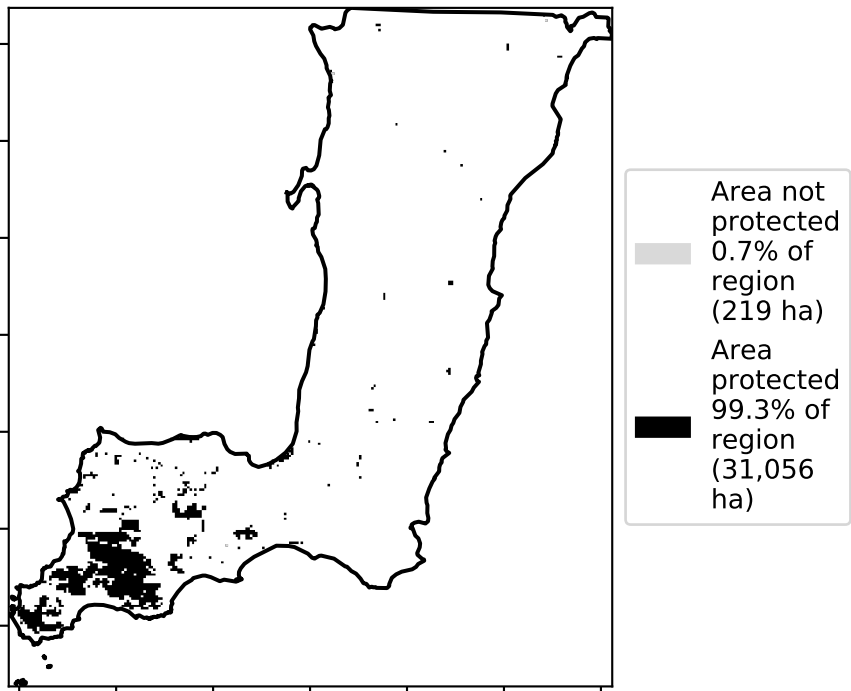 Area not
protected
0.7% of
region
(219 ha)
Area
protected
99.3% of
region
(31,056
ha)